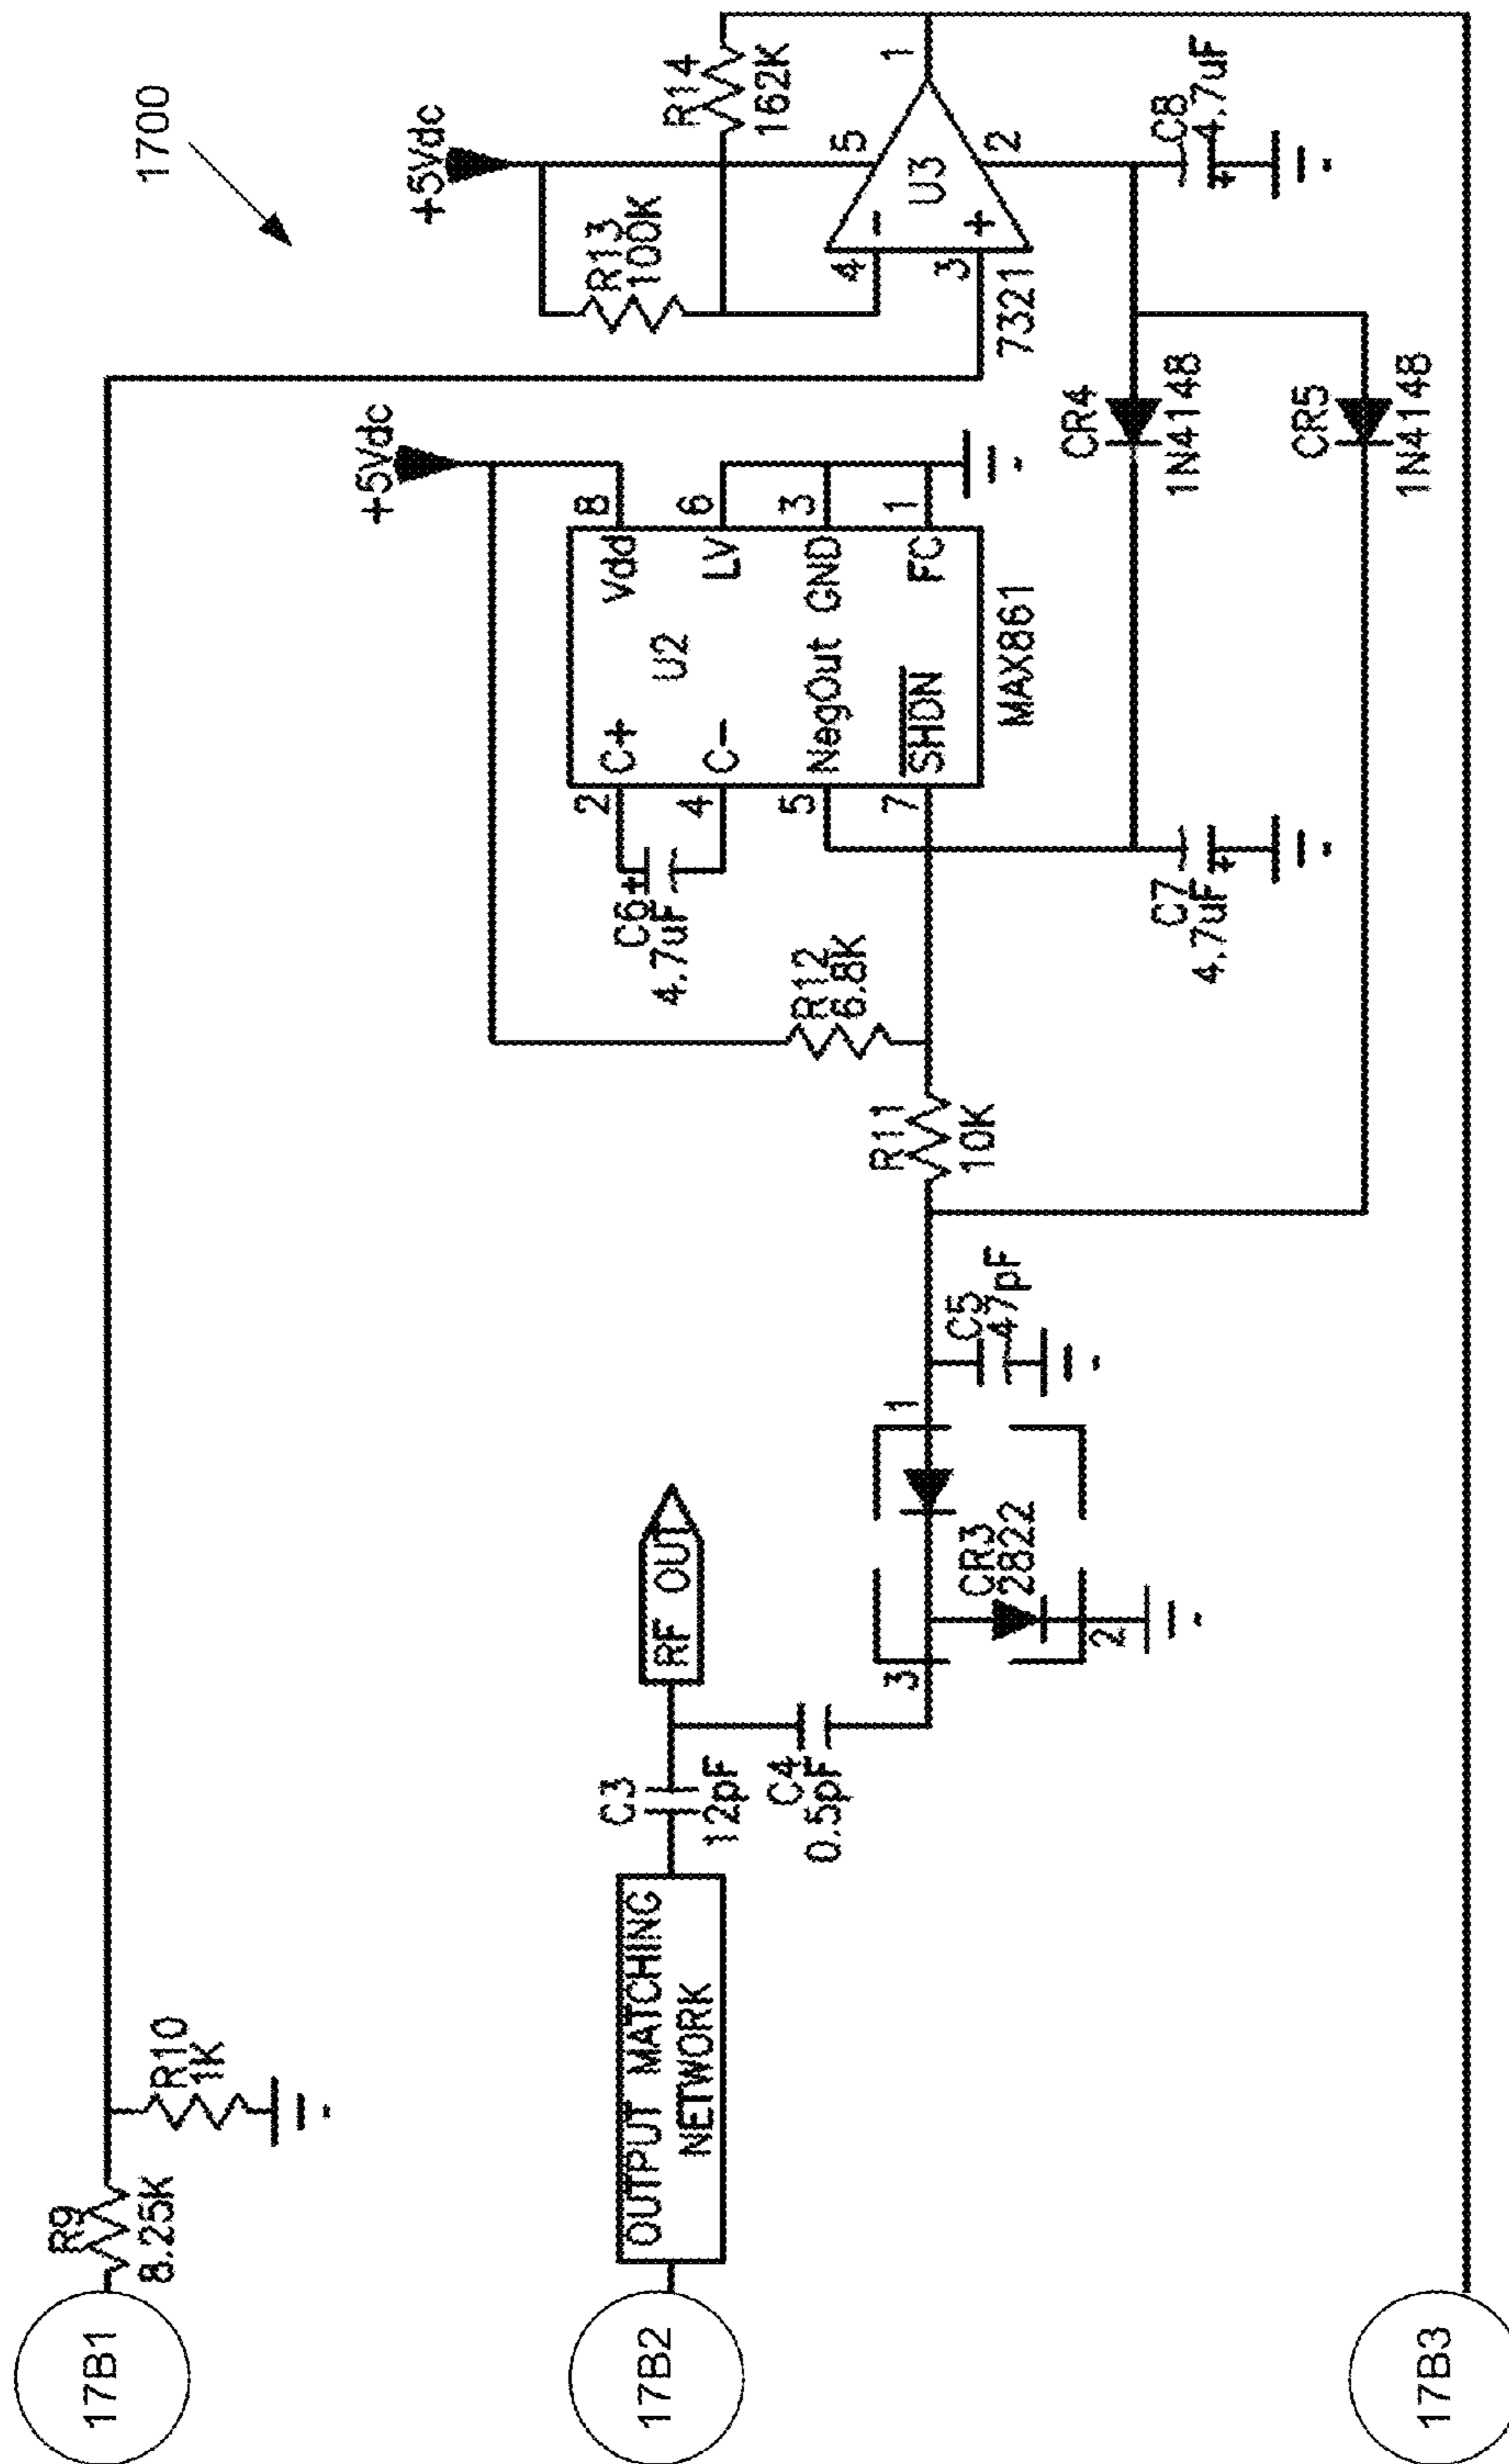 1700
17B1
R9
8.25K
R10
1K
+5Vdc
R13
100K
R14
162K
4
3
5
2
1
-
+
U3
7321
C8
4.7uF
+
+5Vdc
U2
C+
C-
NegOut
SHDN
Vdd
LV
GND
FC
2
4
5
7
8
6
3
1
MAX861
C6
+
4.7uF
R12
6.8K
R11
10K
C7
4.7uF
+
CR4
1N4148
CR5
1N4148
17B2
OUTPUT MATCHING
NETWORK
C3
12pF
RF OUT
C4
0.5pF
3
1
2
CR3
2822
C5
47pF
17B3